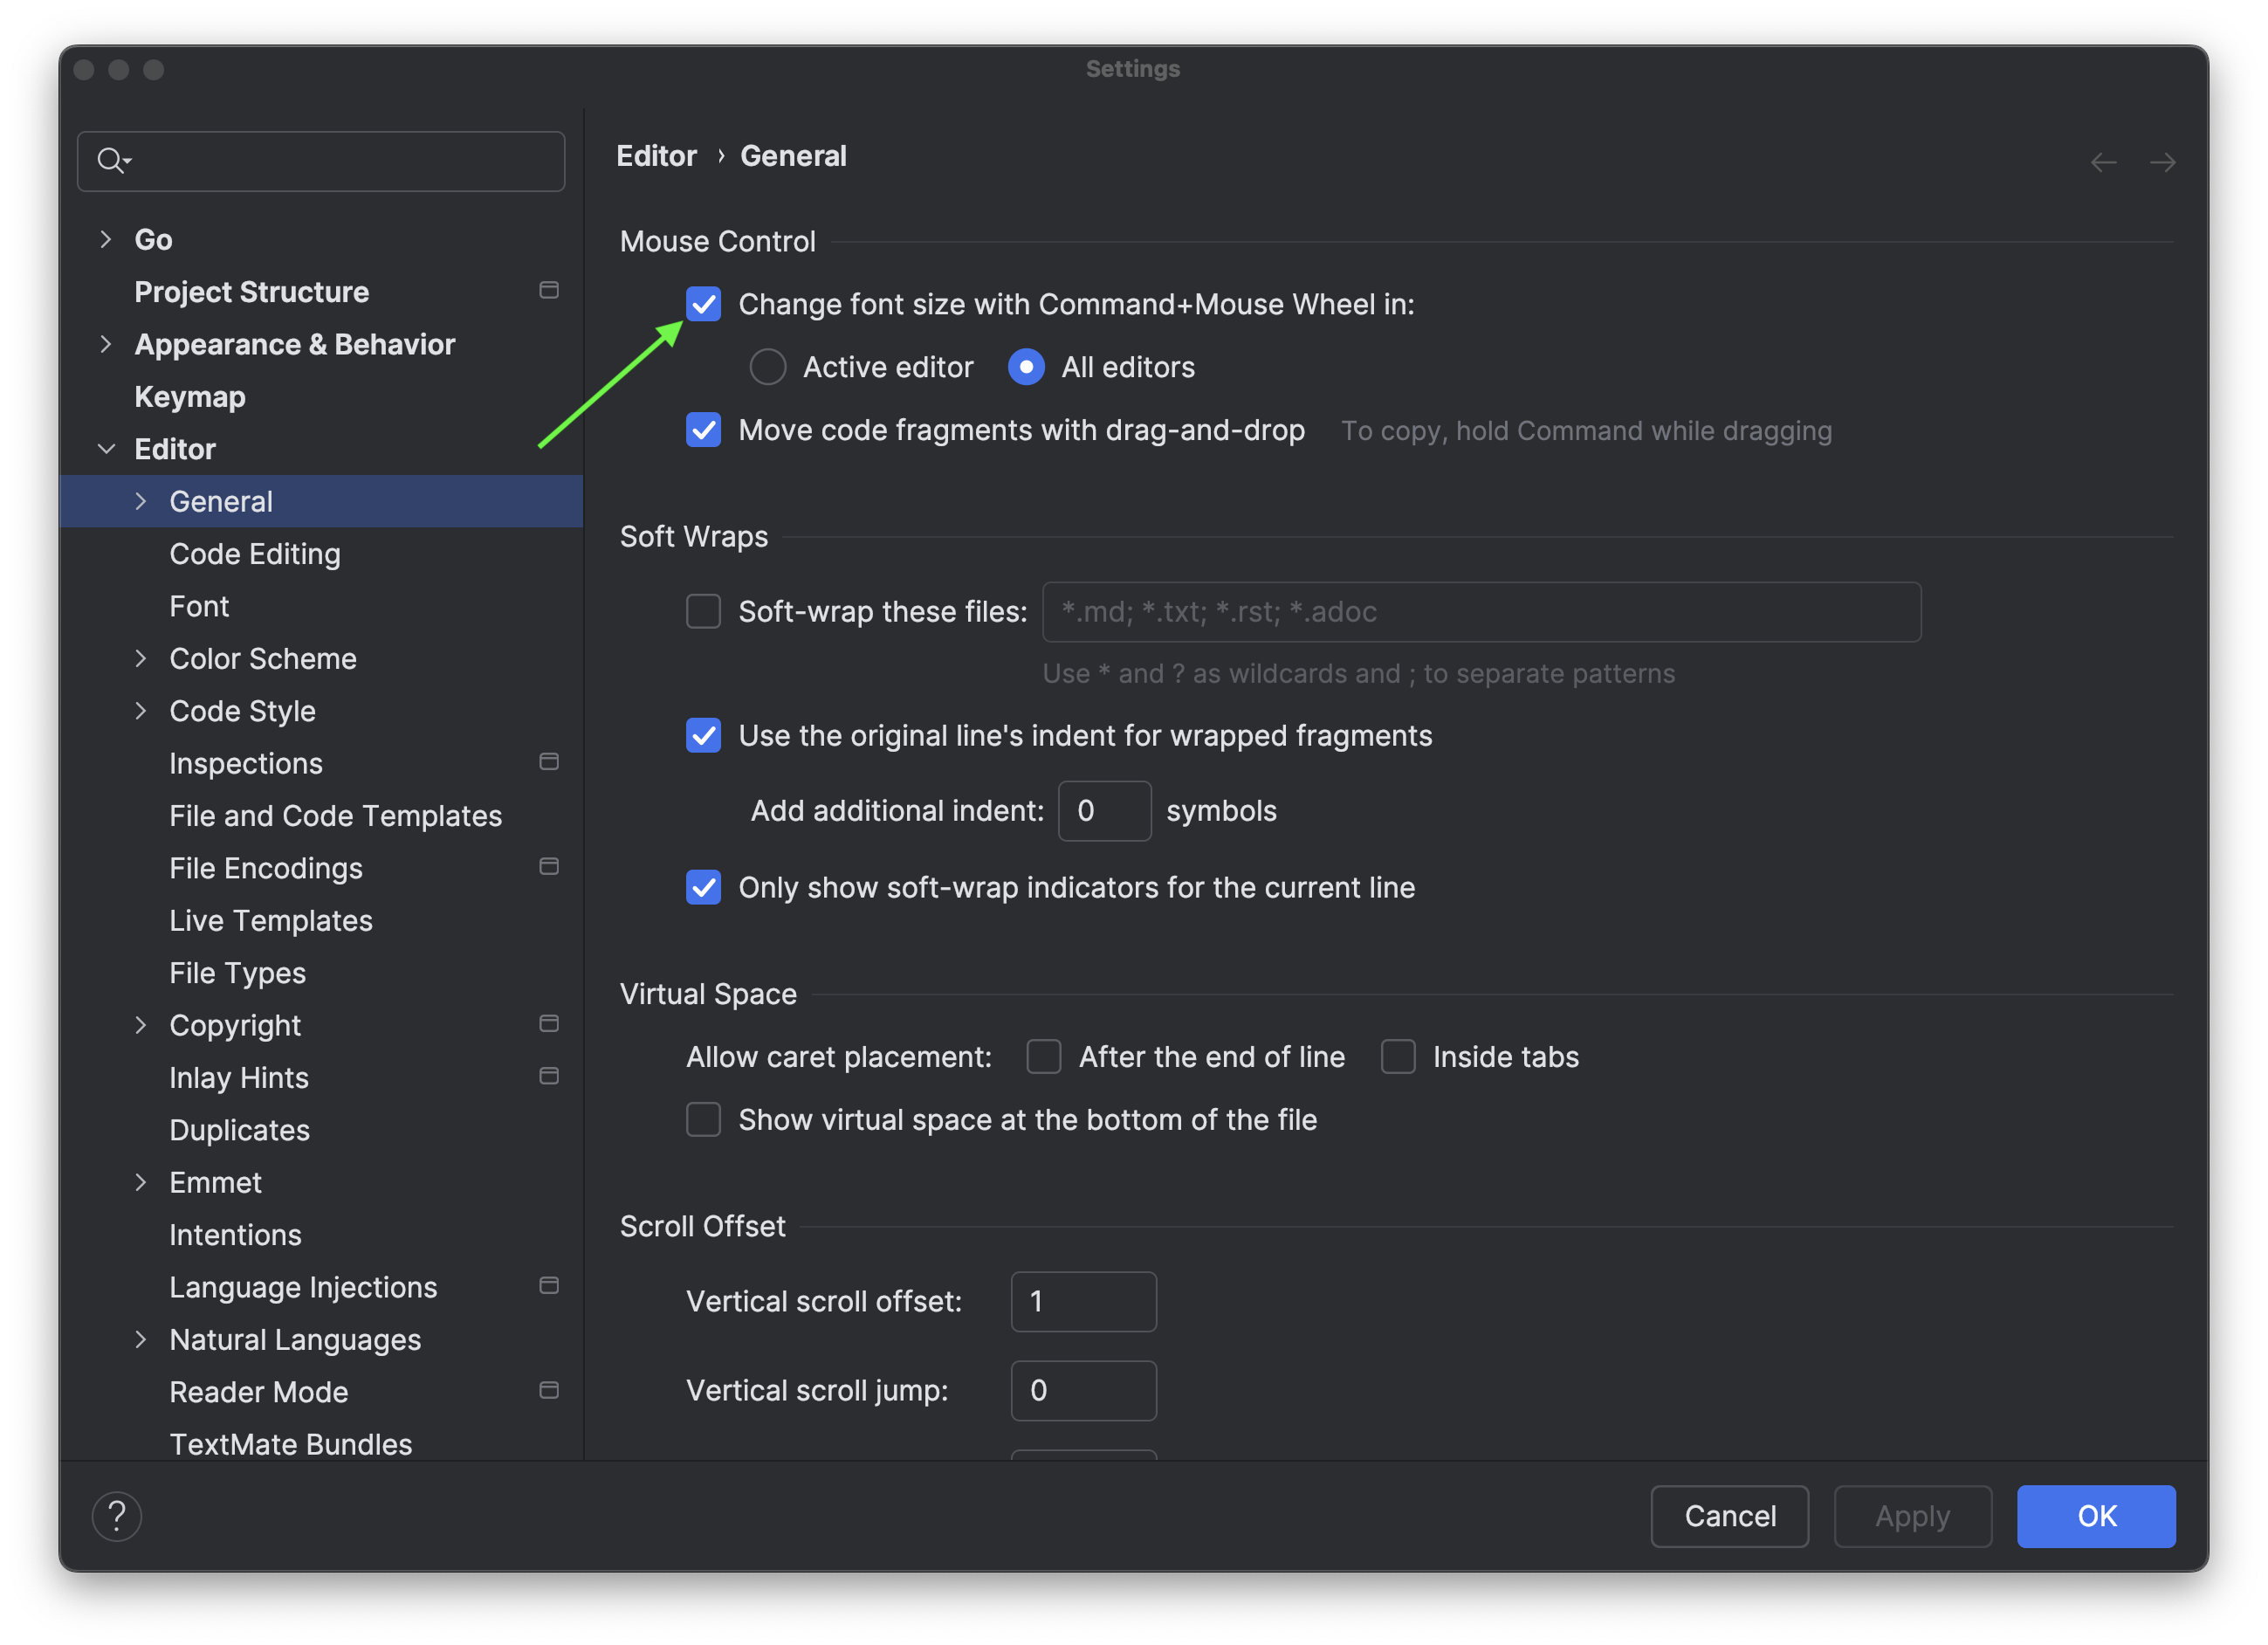 Settings
Go
Project Structure
Appearance & Behavior
Keymap
Editor
General
Code Editing
Font
Color Scheme
Code Style
Inspections
File and Code Templates
File Encodings
Live Templates
File Types
Copyright
Inlay Hints
Duplicates
Emmet
Intentions
Language Injections
Natural Languages
Reader Mode
TextMate Bundles
Editor › General
Mouse Control
Change font size with Command+Mouse Wheel in:
Active editor All editors
Move code fragments with drag-and-drop To copy, hold Command while dragging
Soft Wraps
Soft-wrap these files: *.md; *.txt; *.rst; *.adoc
Use * and ? as wildcards and ; to separate patterns
Use the original line's indent for wrapped fragments
Add additional indent: 0 symbols
Only show soft-wrap indicators for the current line
Virtual Space
Allow caret placement: After the end of line Inside tabs
Show virtual space at the bottom of the file
Scroll Offset
Vertical scroll offset: 1
Vertical scroll jump: 0
? Cancel Apply OK